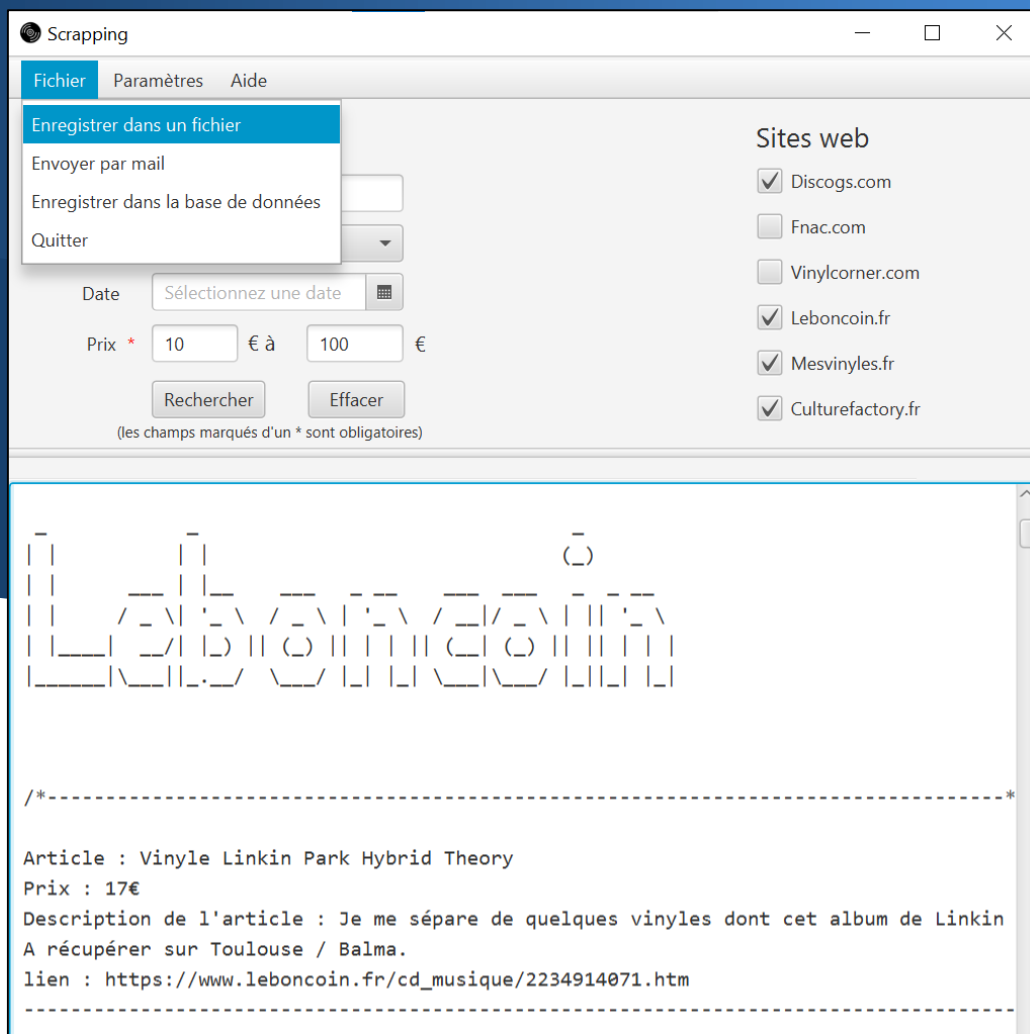 Scrapping
Fichier Paramètres Aide
Enregistrer dans un fichier
Envoyer par mail
Enregistrer dans la base de données
Quitter
Date Sélectionnez une date
Prix * 10 € à 100 €
Rechercher Effacer
(les champs marqués d'un * sont obligatoires)
Sites web
Discogs.com
Fnac.com
Vinylcorner.com
Leboncoin.fr
Mesvinyles.fr
Culturefactory.fr
Leboncoin
/*----------------------------------------------------------------------------------*
Article : Vinyle Linkin Park Hybrid Theory
Prix : 17€
Description de l'article : Je me sépare de quelques vinyles dont cet album de Linkin
A récupérer sur Toulouse / Balma.
lien : https://www.leboncoin.fr/cd_musique/2234914071.htm
-------------------------------------------------------------------------------------